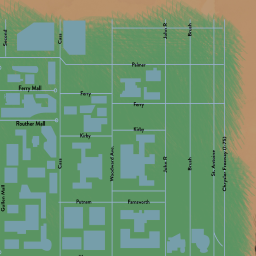 Second
Cass
John R
Brush
Palmer
Ferry Mall
Ferry
Ferry
Reuther Mall
Kirby
Kirby
Cass
Woodward Ave.
John R
Brush
St. Antoine
Chrysler Freeway (I-75)
Gullen Mall
Putnam
Farnsworth